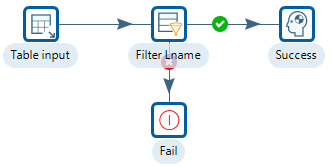 Table input
Filter Lname
Success
Fail